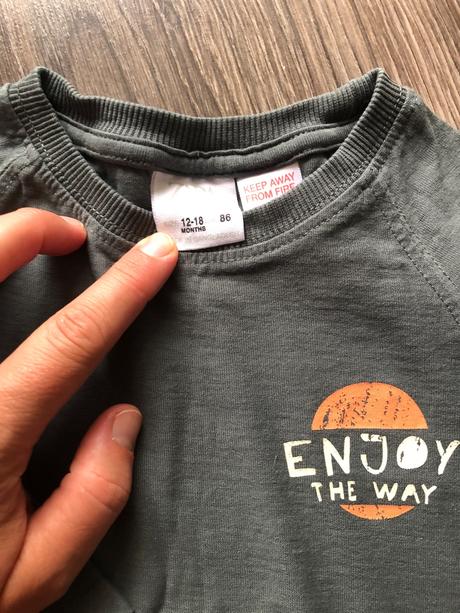 KEEP AWAY
FROM FIRE
12-18 86
MONTHS
ENJOY
THE WAY